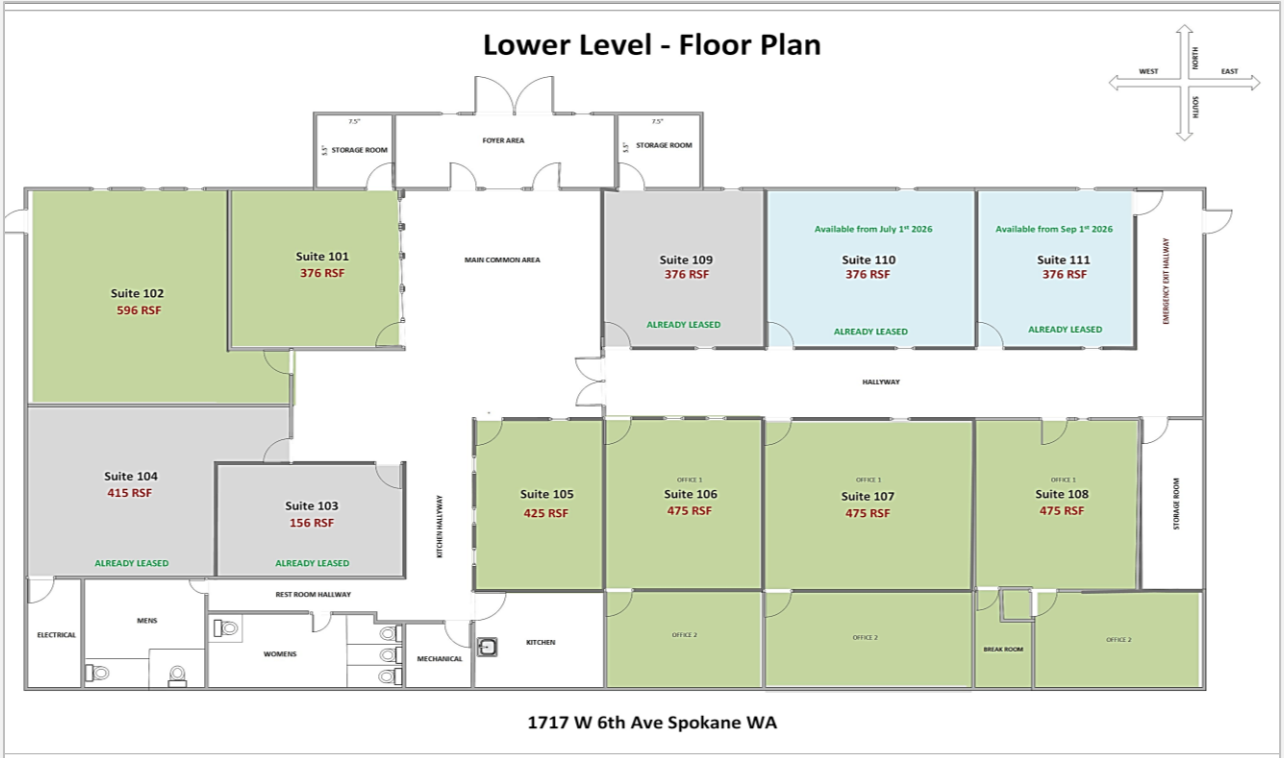 Lower Level - Floor Plan
NORTH
WEST
EAST
SOUTH
7.5"
5.5"
STORAGE ROOM
FOYER AREA
7.5"
5.5"
STORAGE ROOM
Suite 102
596 RSF
Suite 101
376 RSF
MAIN COMMON AREA
Suite 109
376 RSF
ALREADY LEASED
Available from July 1st 2026
Suite 110
376 RSF
ALREADY LEASED
Available from Sep 1st 2026
Suite 111
376 RSF
ALREADY LEASED
EMERGENCY EXIT HALLWAY
HALLYWAY
Suite 104
415 RSF
ALREADY LEASED
Suite 103
156 RSF
ALREADY LEASED
KITCHEN HALLYWAY
Suite 105
425 RSF
OFFICE 1
Suite 106
475 RSF
OFFICE 1
Suite 107
475 RSF
OFFICE 1
Suite 108
475 RSF
STORAGE ROOM
REST ROOM HALLYWAY
ELECTRICAL
MENS
WOMENS
MECHANICAL
KITCHEN
OFFICE 2
OFFICE 2
BREAK ROOM
OFFICE 2
1717 W 6th Ave Spokane WA